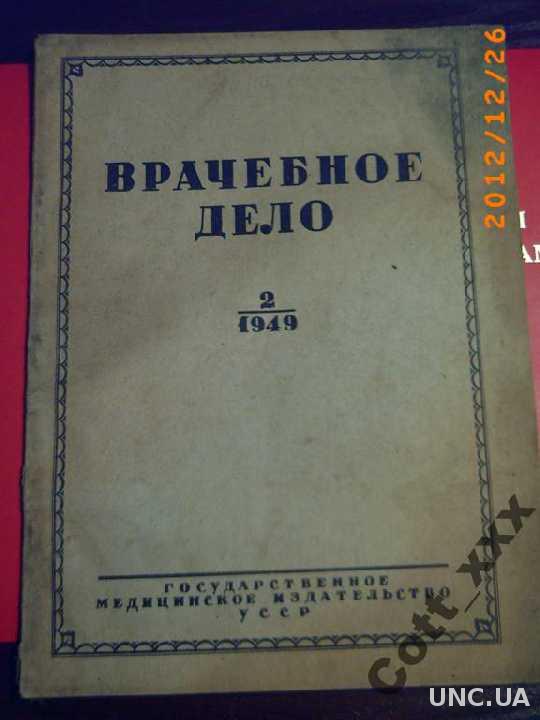 ВРАЧЕБНОЕ
ДЕЛО
2
1949
ГОСУДАРСТВЕННОЕ
МЕДИЦИНСКОЕ ИЗДАТЕЛЬСТВО
УССР
2012/12/26
Cott_xxx
UNC.UA